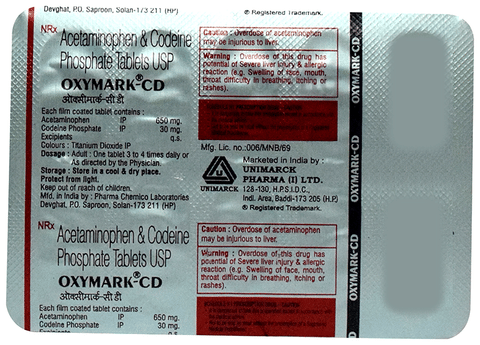 Devghat, P.O. Saproon, Solan-173 211 (HP)
® Registered Trademark.
NRx Acetaminophen & Codeine
Phosphate Tablets USP
OXYMARK®-CD
ओक्सीमार्क-सी डी
Each film coated tablet contains :
Acetaminophen IP 650 mg.
Codeine Phosphate IP 30 mg.
Excipients q.s.
Colours : Titanium Dioxide IP
Dosage : Adult : One tablet 3 to 4 times daily or
As directed by the Physician.
Storage : Store in a cool & dry place.
Protect from light.
Keep out of reach of children.
Mfd. in India by : Pharma Chemico Laboratories
Devghat, P.O. Saproon, Solan-173 211 (HP)
Caution : Overdose of acetaminophen
may be injurious to liver.
Warning : Overdose of this drug has
potential of Severe liver injury & allergic
reaction (e.g. Swelling of face, mouth,
throat difficulty in breathing, itching or
rashes).
Mfg. Lic. no.:006/MNB/69
UNIMARCK
Marketed in India by :
UNIMARCK
PHARMA (I) LTD.
128-130, H.P.S.I.D.C.,
Indl. Area, Baddi-173 205 (H.P.)
® Registered Trademark.
NRx Acetaminophen & Codeine
Phosphate Tablets USP
OXYMARK®-CD
ओक्सीमार्क-सी डी
Each film coated tablet contains :
Acetaminophen IP 650 mg.
Codeine Phosphate IP 30 mg.
Excipients q.s.
Caution : Overdose of acetaminophen
may be injurious to liver.
Warning : Overdose of this drug has
potential of Severe liver injury & allergic
reaction (e.g. Swelling of face, mouth,
throat difficulty in breathing, itching or
rashes).
OXYMARK-CD
OXYMARK-CD
OXYMARK-CD
OXYMARK-CD